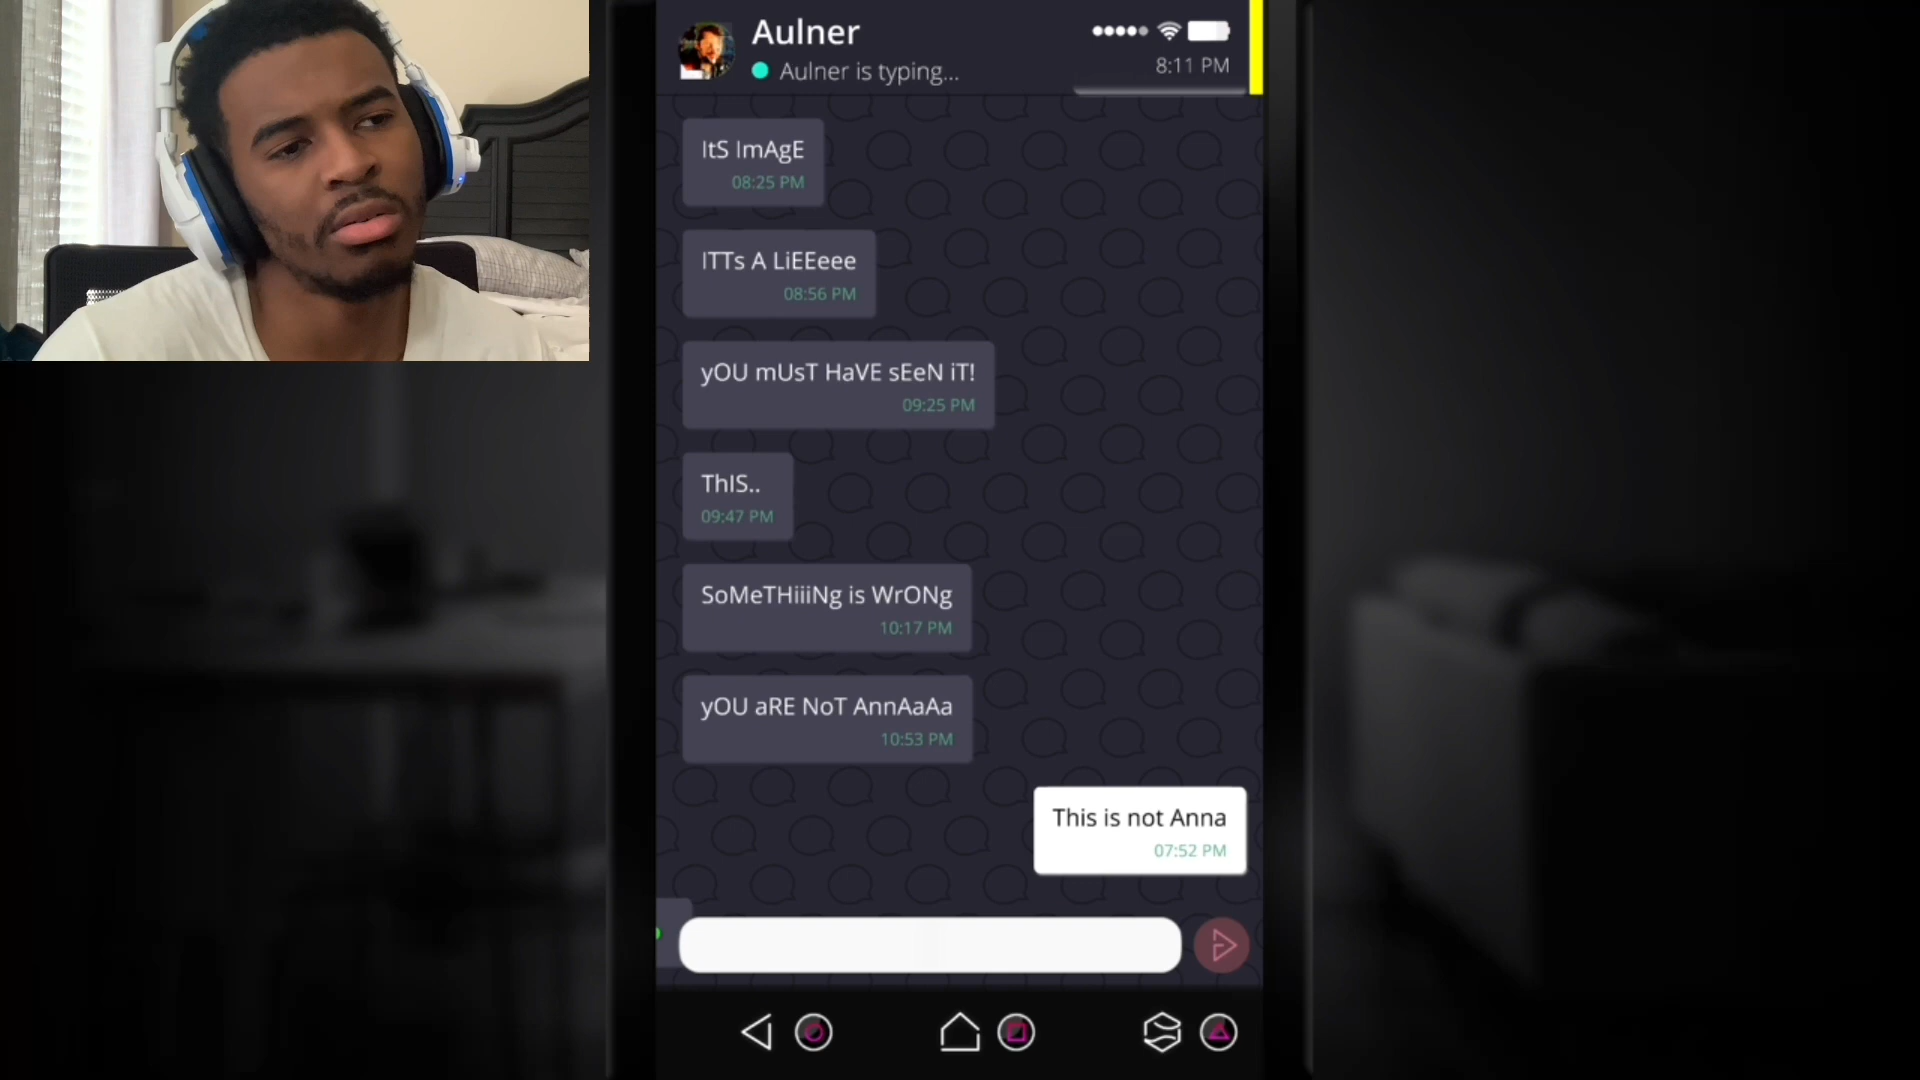 Aulner
Aulner is typing...
8:11 PM
ItS ImAgE
08:25 PM
ITTs A LiEEeee
08:56 PM
yOU mUsT HaVE sEeN iT!
09:25 PM
ThIS..
09:47 PM
SoMeTHiiiNg is WrONg
10:17 PM
yOU aRE NoT AnnAaAa
10:53 PM
This is not Anna
07:52 PM